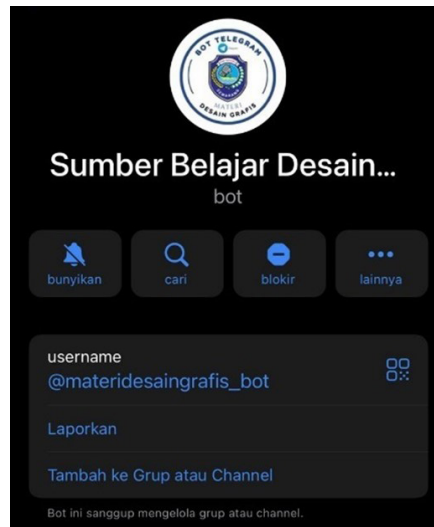 BOT TELEGRAM
MATERI
DESAIN GRAFIS
Sumber Belajar Desain...
bot
bunyikan
cari
blokir
lainnya
username
@materidesaingrafis_bot
Laporkan
Tambah ke Grup atau Channel
Bot ini sanggup mengelola grup atau channel.